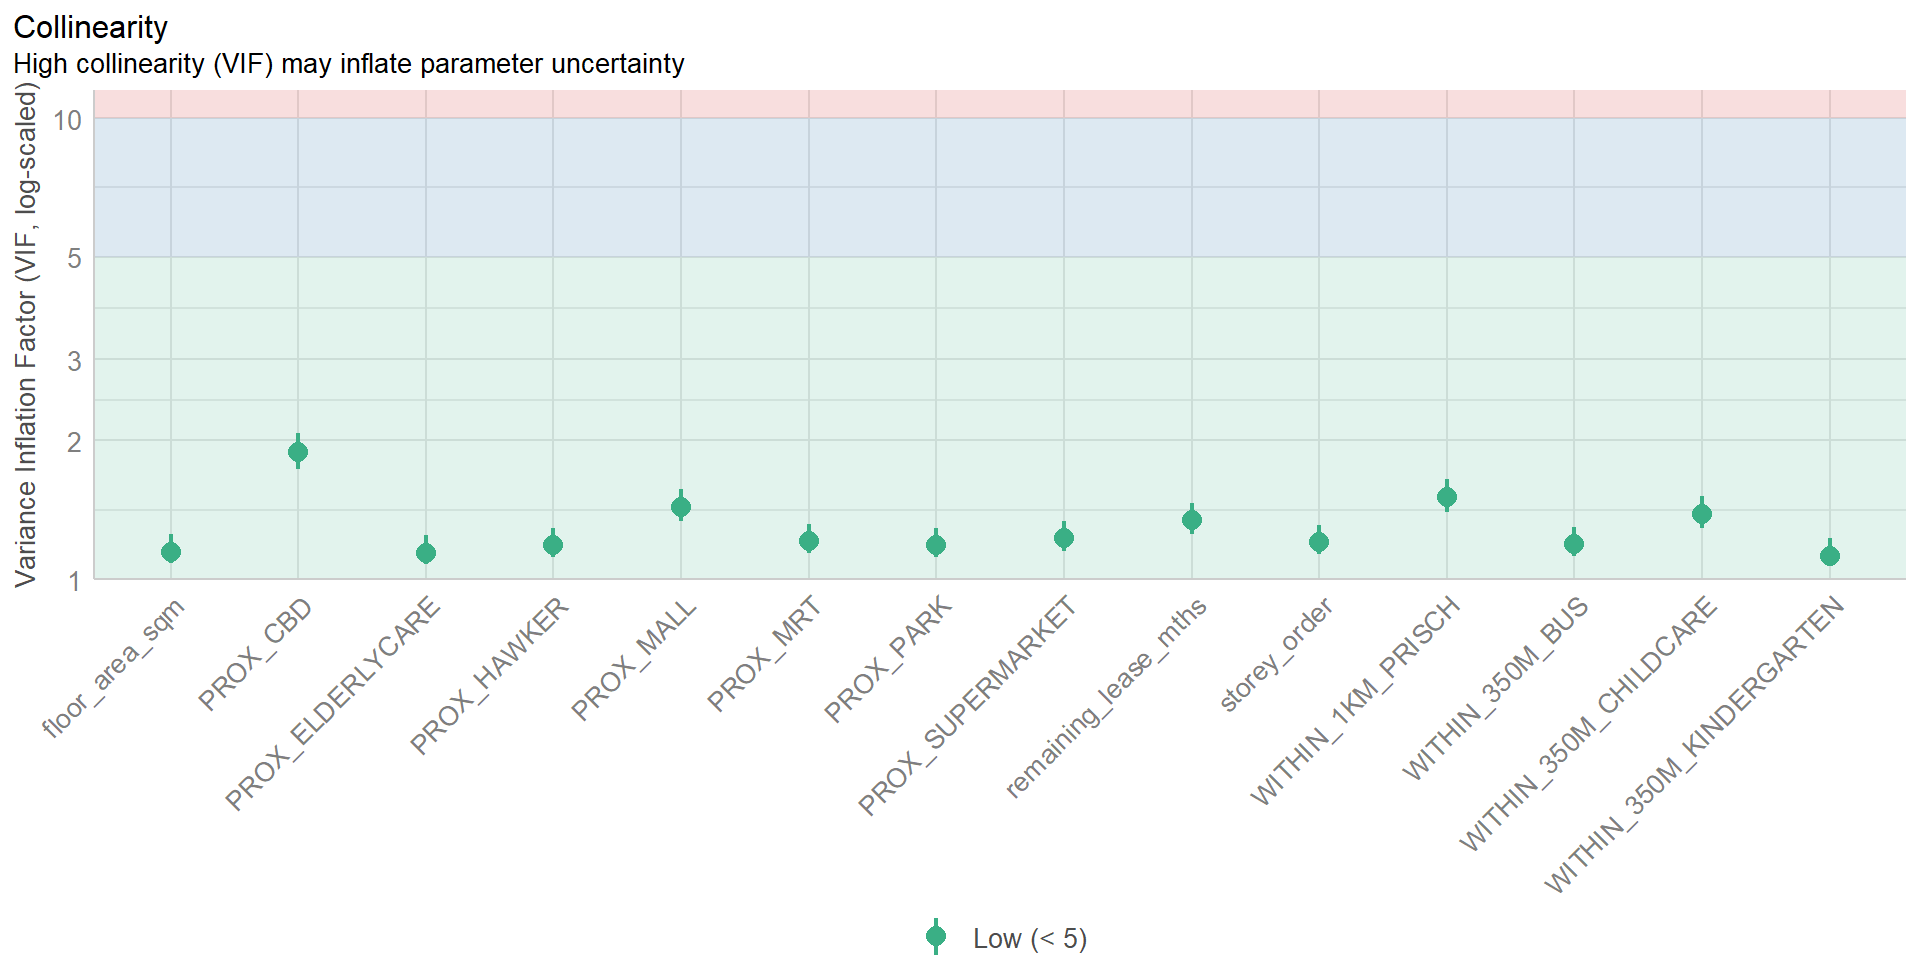 Collinearity
High collinearity (VIF) may inflate parameter uncertainty
Variance Inflation Factor (VIF, log-scaled)
10
5
3
2
1
floor_area_sqm
PROX_CBD
PROX_ELDERLYCARE
PROX_HAWKER
PROX_MALL
PROX_MRT
PROX_PARK
PROX_SUPERMARKET
remaining_lease_mths
storey_order
WITHIN_1KM_PRISCH
WITHIN_350M_BUS
WITHIN_350M_CHILDCARE
WITHIN_350M_KINDERGARTEN
Low (< 5)